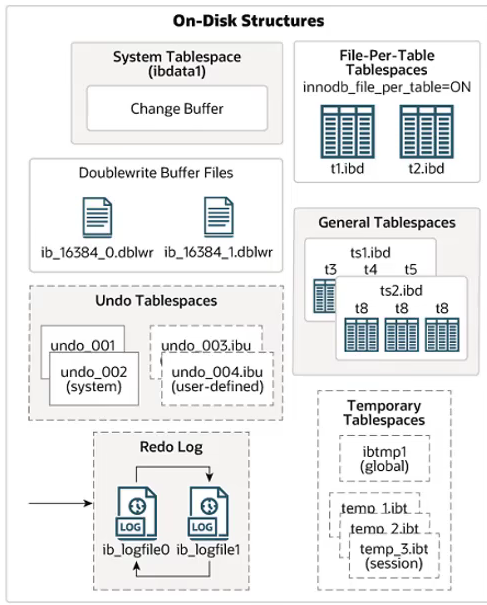 On-Disk Structures
System Tablespace
(ibdata1)
Change Buffer
File-Per-Table
Tablespaces
innodb_file_per_table=ON
t1.ibd t2.ibd
Doublewrite Buffer Files
ib_16384_0.dblwr ib_16384_1.dblwr
General Tablespaces
ts1.ibd
t3 t4 t5
ts2.ibd
t8 t8 t8
Undo Tablespaces
undo_001
undo_002
(system)
undo_003.ibu
undo_004.ibu
(user-defined)
Temporary
Tablespaces
ibtmp1
(global)
temp_1.ibt
temp_2.ibt
temp_3.ibt
(session)
Redo Log
LOG LOG
ib_logfile0 ib_logfile1